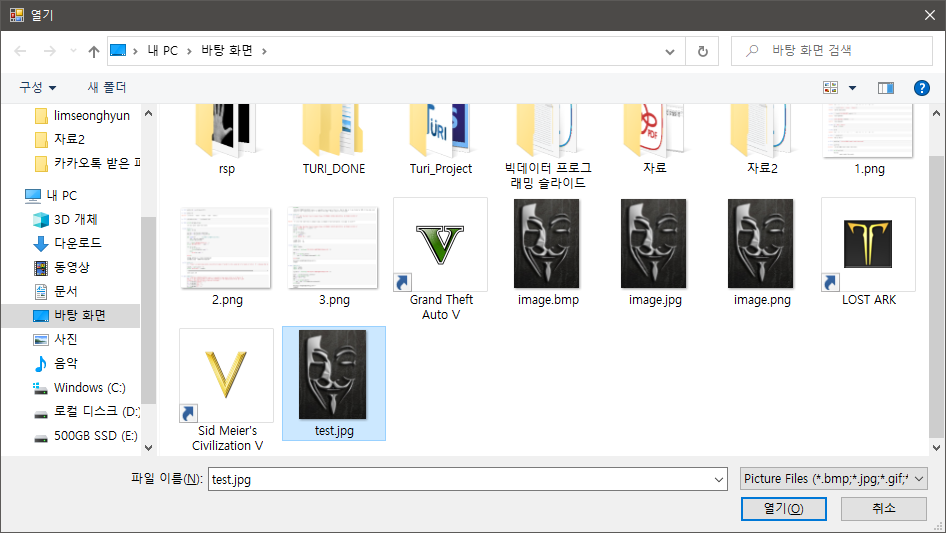 열기
내 PC
바탕 화면
바탕 화면 검색
구성
새 폴더
limseonghyun
자료2
카카오톡 받은 파
내 PC
3D 개체
다운로드
동영상
문서
바탕 화면
사진
음악
Windows (C:)
로컬 디스크 (D:)
500GB SSD (E:)
rsp
TURI_DONE
Turi_Project
빅데이터 프로그
래밍 슬라이드
자료
자료2
1.png
2.png
3.png
Grand Theft
Auto V
image.bmp
image.jpg
image.png
LOST ARK
Sid Meier's
Civilization V
test.jpg
파일 이름(N):
test.jpg
Picture Files (*.bmp;*.jpg;*.gif;*
열기(O)
취소